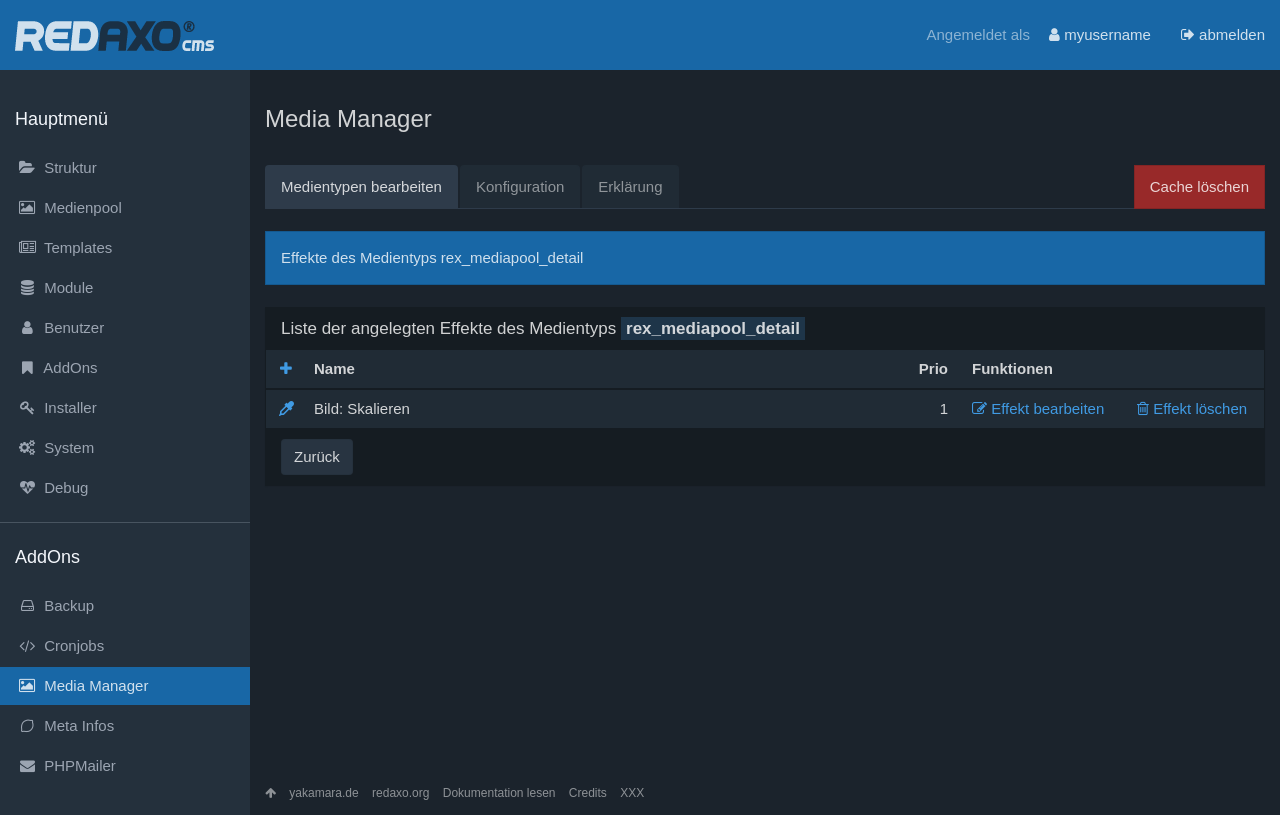 REDAXO® cms
Angemeldet als myusername abmelden
Hauptmenü
Struktur
Medienpool
Templates
Module
Benutzer
AddOns
Installer
System
Debug
AddOns
Backup
Cronjobs
Media Manager
Meta Infos
PHPMailer
Media Manager
Medientypen bearbeiten Konfiguration Erklärung Cache löschen
Effekte des Medientyps rex_mediapool_detail
Liste der angelegten Effekte des Medientyps rex_mediapool_detail
Name Prio Funktionen
Bild: Skalieren 1 Effekt bearbeiten Effekt löschen
Zurück
yakamara.de redaxo.org Dokumentation lesen Credits XXX